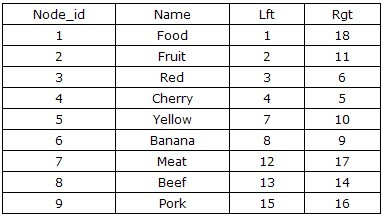 Node_id Name Lft Rgt
1 Food 1 18
2 Fruit 2 11
3 Red 3 6
4 Cherry 4 5
5 Yellow 7 10
6 Banana 8 9
7 Meat 12 17
8 Beef 13 14
9 Pork 15 16